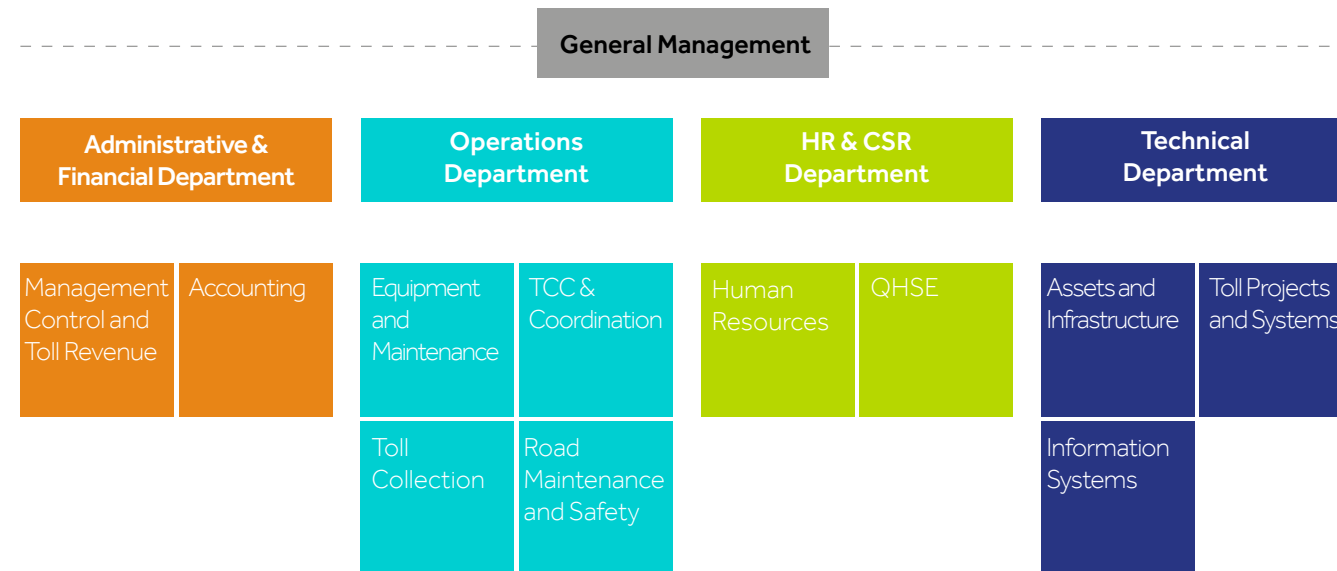 General Management
Administrative &
Financial Department
Operations
Department
HR & CSR
Department
Technical
Department
Management
Control and
Toll Revenue
Accounting
Equipment
and
Maintenance
TCC &
Coordination
Toll
Collection
Road
Maintenance
and Safety
Human
Resources
QHSE
Assets and
Infrastructure
Toll Projects
and Systems
Information
Systems